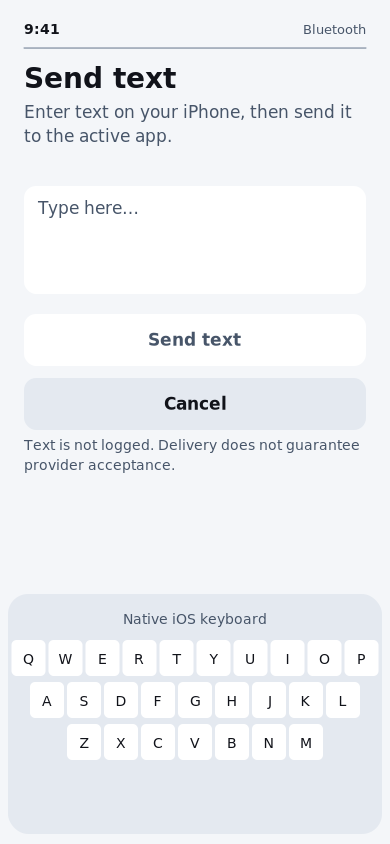 9:41 Bluetooth
Send text
Enter text on your iPhone, then send it
to the active app.
Type here…
Send text
Cancel
Text is not logged. Delivery does not guarantee
provider acceptance.
Native iOS keyboard
Q W E R T Y U I O P
A S D F G H J K L
Z X C V B N M